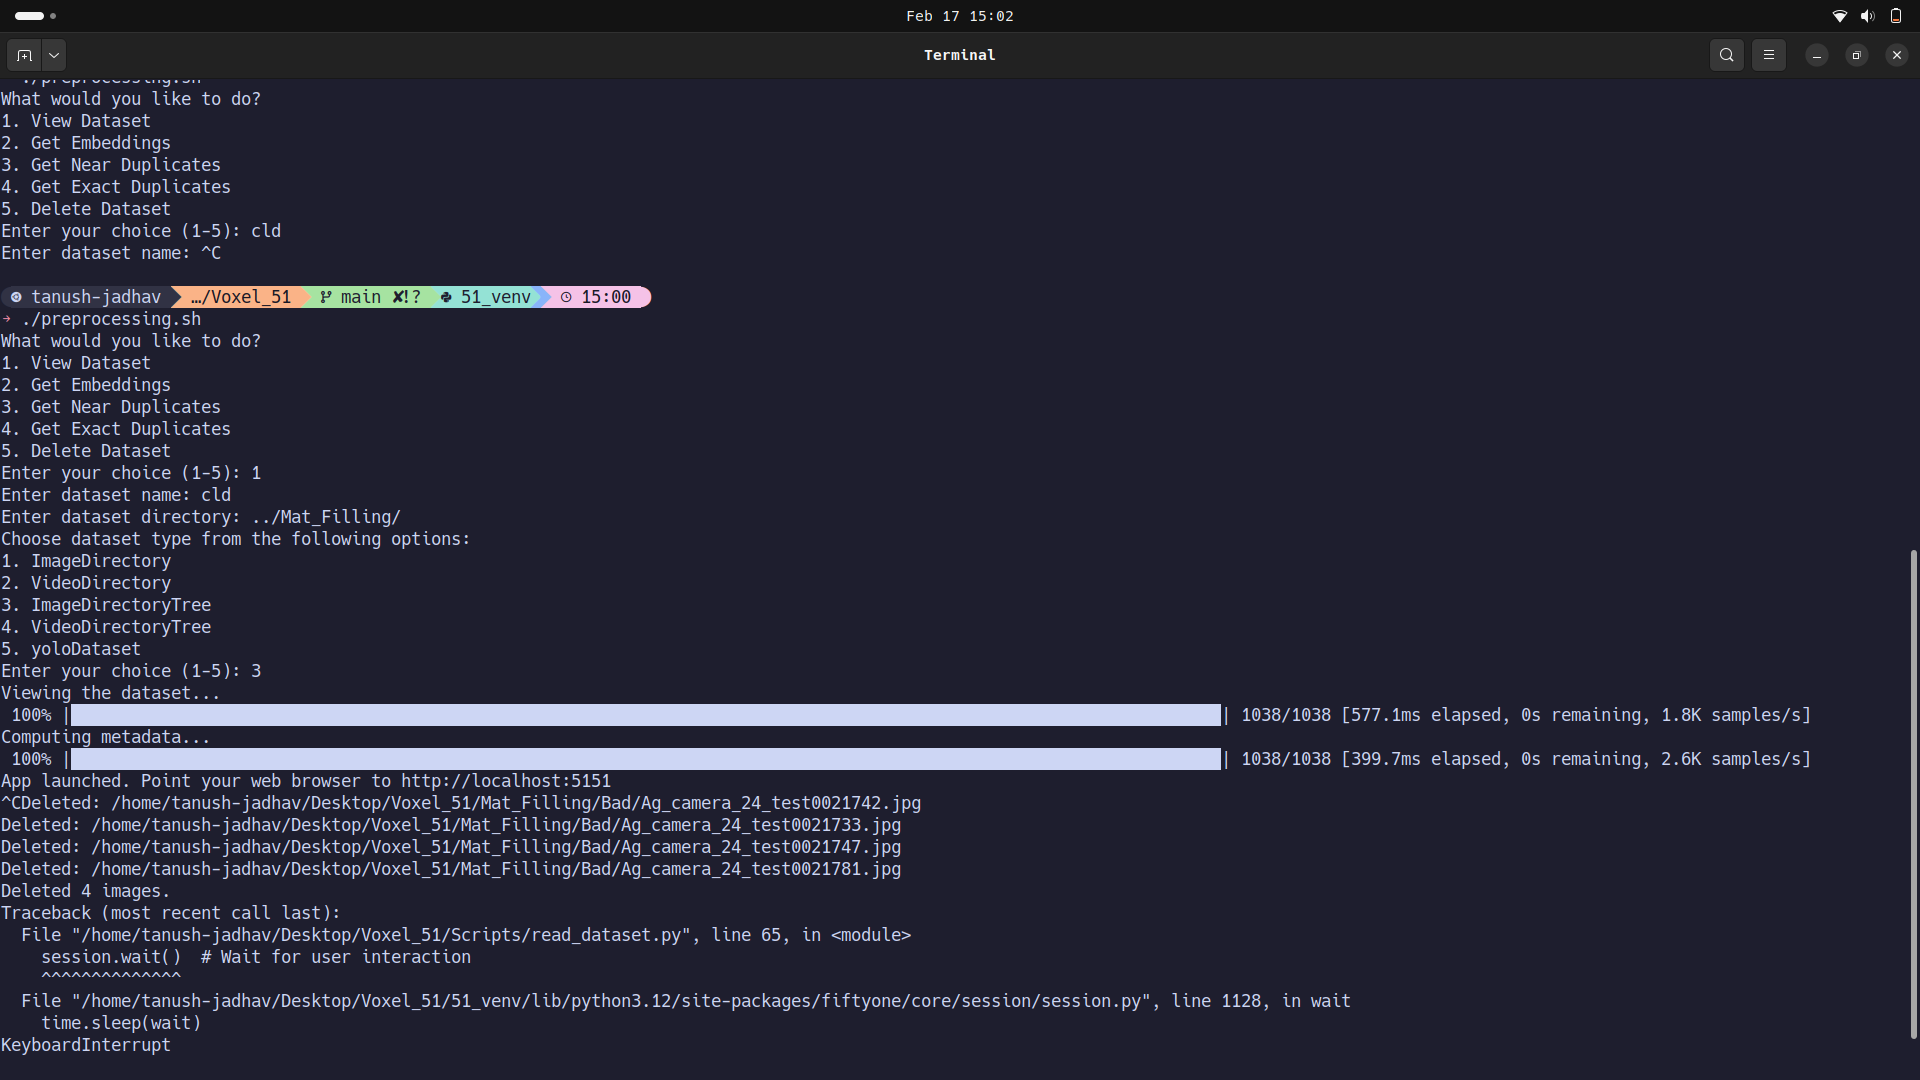 Feb 17 15:02
Terminal
./preprocessing.sh
What would you like to do?
1. View Dataset
2. Get Embeddings
3. Get Near Duplicates
4. Get Exact Duplicates
5. Delete Dataset
Enter your choice (1-5): cld
Enter dataset name: ^C
tanush-jadhav …/Voxel_51 main ✘!? 51_venv 15:00
→ ./preprocessing.sh
What would you like to do?
1. View Dataset
2. Get Embeddings
3. Get Near Duplicates
4. Get Exact Duplicates
5. Delete Dataset
Enter your choice (1-5): 1
Enter dataset name: cld
Enter dataset directory: ../Mat_Filling/
Choose dataset type from the following options:
1. ImageDirectory
2. VideoDirectory
3. ImageDirectoryTree
4. VideoDirectoryTree
5. yoloDataset
Enter your choice (1-5): 3
Viewing the dataset...
100% | | 1038/1038 [577.1ms elapsed, 0s remaining, 1.8K samples/s]
Computing metadata...
100% | | 1038/1038 [399.7ms elapsed, 0s remaining, 2.6K samples/s]
App launched. Point your web browser to http://localhost:5151
^CDeleted: /home/tanush-jadhav/Desktop/Voxel_51/Mat_Filling/Bad/Ag_camera_24_test0021742.jpg
Deleted: /home/tanush-jadhav/Desktop/Voxel_51/Mat_Filling/Bad/Ag_camera_24_test0021733.jpg
Deleted: /home/tanush-jadhav/Desktop/Voxel_51/Mat_Filling/Bad/Ag_camera_24_test0021747.jpg
Deleted: /home/tanush-jadhav/Desktop/Voxel_51/Mat_Filling/Bad/Ag_camera_24_test0021781.jpg
Deleted 4 images.
Traceback (most recent call last):
  File "/home/tanush-jadhav/Desktop/Voxel_51/Scripts/read_dataset.py", line 65, in <module>
    session.wait()  # Wait for user interaction
    ^^^^^^^^^^^^^^
  File "/home/tanush-jadhav/Desktop/Voxel_51/51_venv/lib/python3.12/site-packages/fiftyone/core/session/session.py", line 1128, in wait
    time.sleep(wait)
KeyboardInterrupt